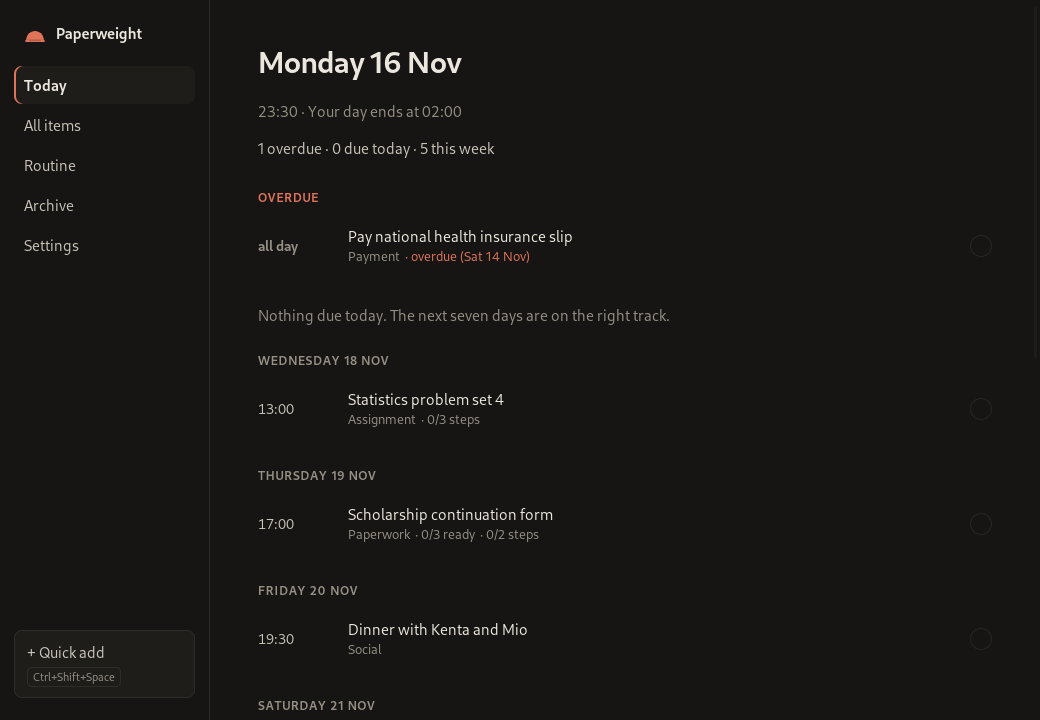 Paperweight
Today
All items
Routine
Archive
Settings
+ Quick add
Ctrl+Shift+Space
Monday 16 Nov
23:30 · Your day ends at 02:00
1 overdue · 0 due today · 5 this week
OVERDUE
all day
Pay national health insurance slip
Payment · overdue (Sat 14 Nov)
Nothing due today. The next seven days are on the right track.
WEDNESDAY 18 NOV
13:00
Statistics problem set 4
Assignment · 0/3 steps
THURSDAY 19 NOV
17:00
Scholarship continuation form
Paperwork · 0/3 ready · 0/2 steps
FRIDAY 20 NOV
19:30
Dinner with Kenta and Mio
Social
SATURDAY 21 NOV